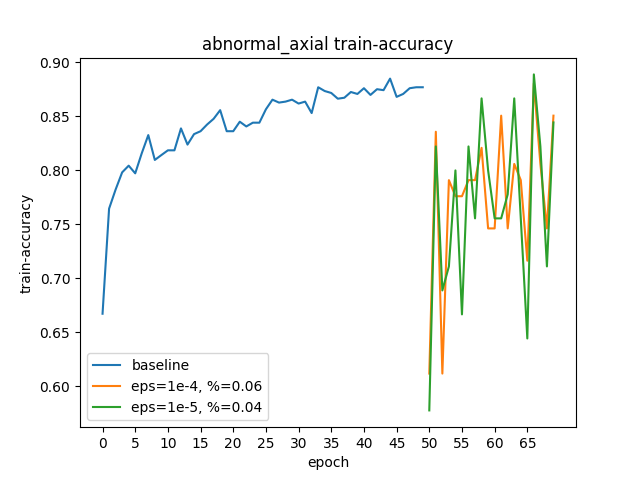 abnormal_axial train-accuracy
train-accuracy
0.90
0.85
0.80
0.75
0.70
0.65
0.60
baseline
eps=1e-4, %=0.06
eps=1e-5, %=0.04
0 5 10 15 20 25 30 35 40 45 50 55 60 65
epoch